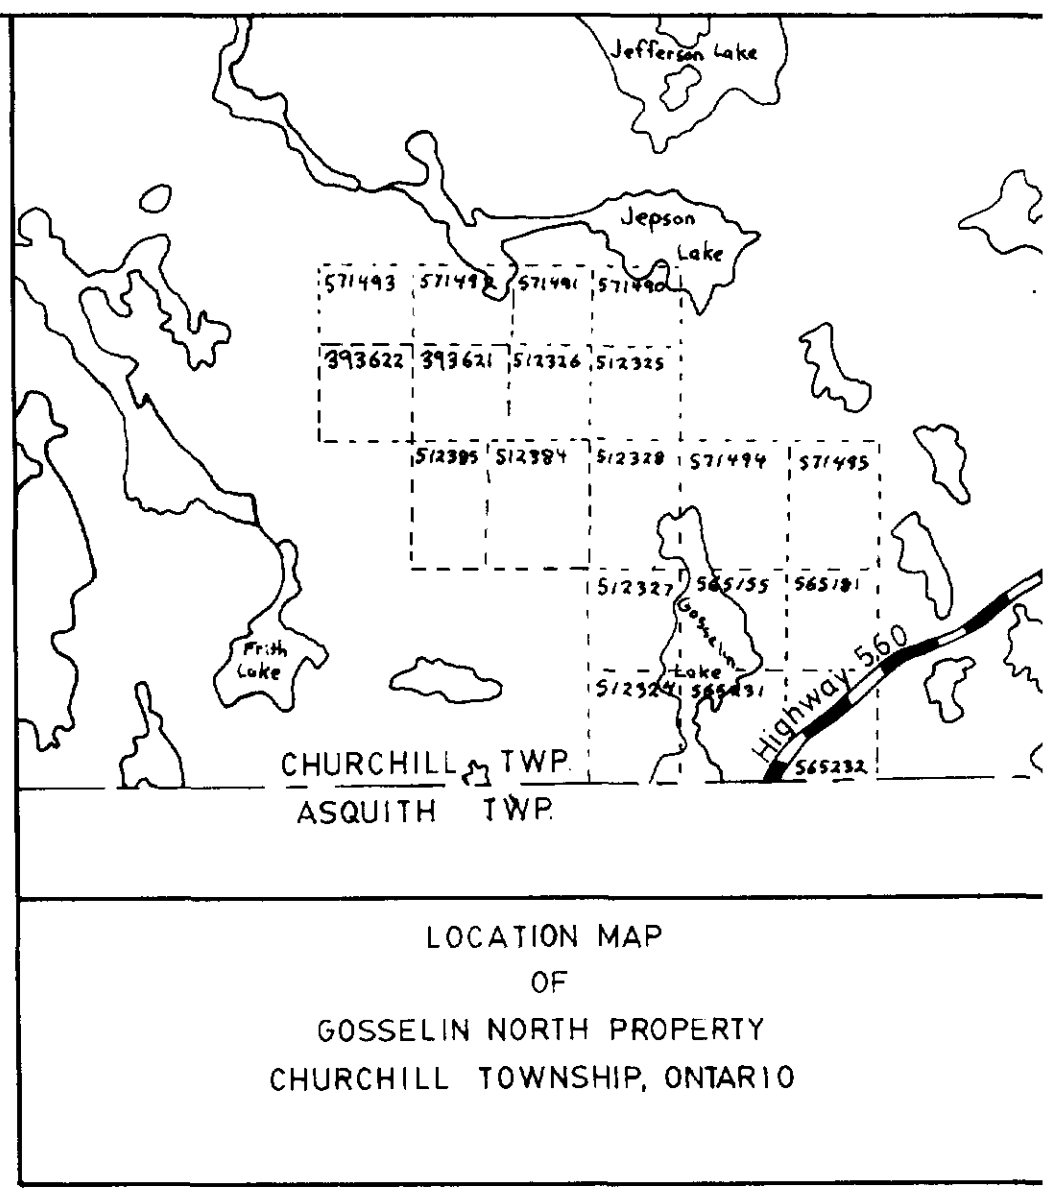 Jefferson Lake
Jepson
Lake
571493 571492 571491 571490
393622 393621 512326 512325
512385 512384 512328 571494 571495
512327 565155 565181
Gosselin
Lake
Frith
Lake
565231
Highway 560
565232
CHURCHILL TWP.
ASQUITH TWP.
LOCATION MAP
OF
GOSSELIN NORTH PROPERTY
CHURCHILL TOWNSHIP, ONTARIO